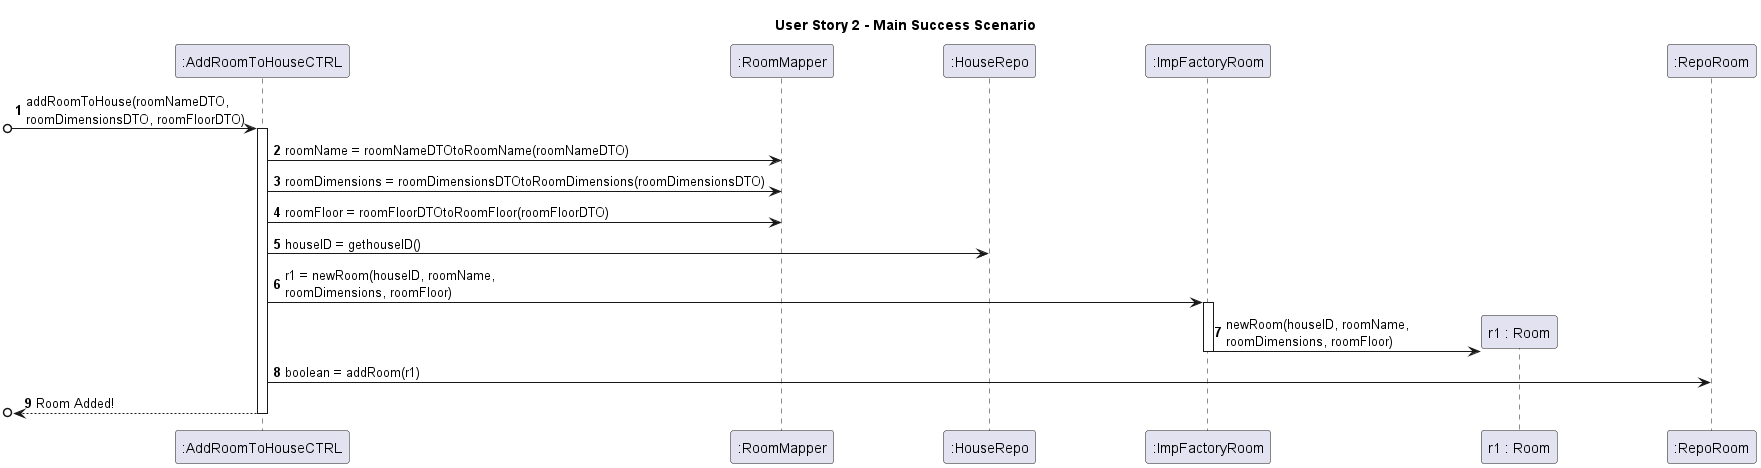 User Story 2 - Main Success Scenario
:AddRoomToHouseCTRL
:RoomMapper
:HouseRepo
:ImpFactoryRoom
:RepoRoom
1 addRoomToHouse(roomNameDTO,
roomDimensionsDTO, roomFloorDTO)
2 roomName = roomNameDTOtoRoomName(roomNameDTO)
3 roomDimensions = roomDimensionsDTOtoRoomDimensions(roomDimensionsDTO)
4 roomFloor = roomFloorDTOtoRoomFloor(roomFloorDTO)
5 houseID = gethouseID()
6 r1 = newRoom(houseID, roomName,
roomDimensions, roomFloor)
7 newRoom(houseID, roomName,
roomDimensions, roomFloor)
r1 : Room
8 boolean = addRoom(r1)
9 Room Added!
:AddRoomToHouseCTRL
:RoomMapper
:HouseRepo
:ImpFactoryRoom
r1 : Room
:RepoRoom